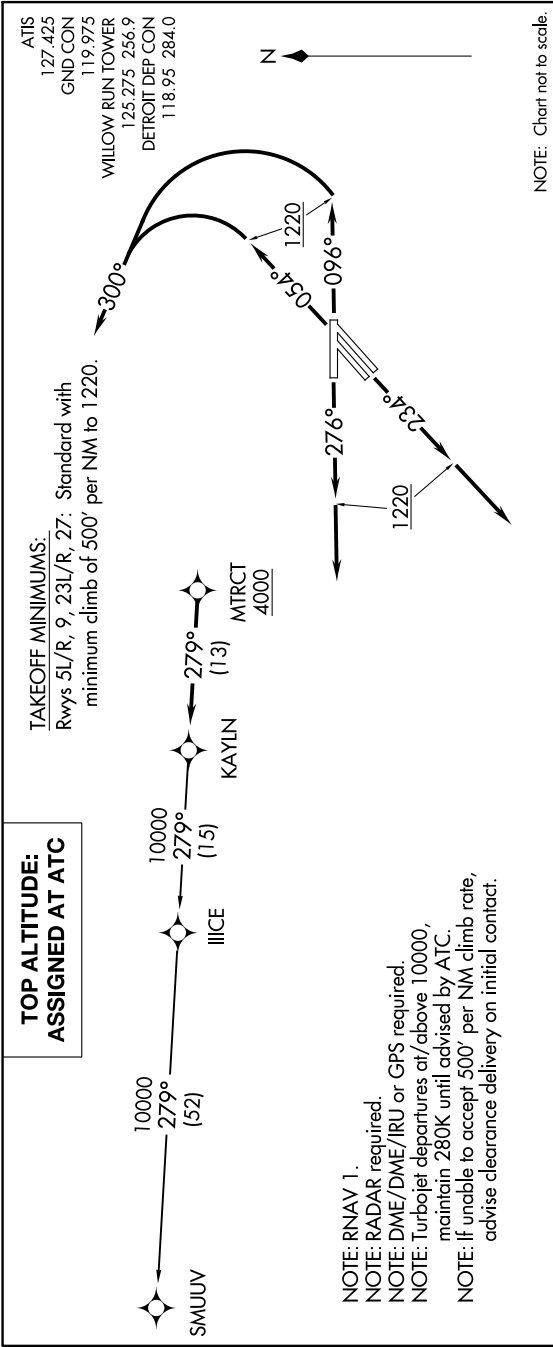 TOP ALTITUDE:
ASSIGNED AT ATC
TAKEOFF MINIMUMS:
Rwys 5L/R, 9, 23L/R, 27: Standard with
minimum climb of 500' per NM to 1220.
ATIS
127.425
GND CON
119.975
WILLOW RUN TOWER
125.275 256.9
DETROIT DEP CON
118.95 284.0
N
300°
1220
054°
096°
276°
234°
1220
MTRCT
4000
279°
(13)
KAYLN
10000
279°
(15)
IIICE
10000
279°
(52)
SMUUV
NOTE: RNAV 1.
NOTE: RADAR required.
NOTE: DME/DME/IRU or GPS required.
NOTE: Turbojet departures at/above 10000,
maintain 280K until advised by ATC.
NOTE: If unable to accept 500' per NM climb rate,
advise clearance delivery on initial contact.
NOTE: Chart not to scale.